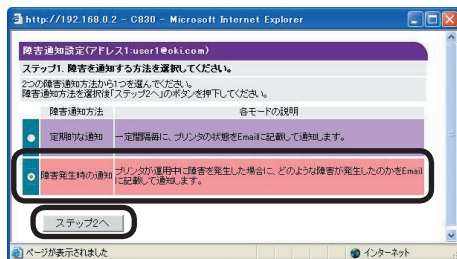 http://192.168.0.2 - C830 - Microsoft Internet Explorer
障害通知設定(アドレス1:user1@oki.com)
ステップ1. 障害を通知する方法を選択してください。
2つの障害通知方法から1つを選んでください。
障害通知方法を選択後「ステップ2へ」のボタンを押下してください。
障害通知方法 各モードの説明
定期的な通知 一定間隔毎に、プリンタの状態をEmailに記載して通知します。
障害発生時の通知 プリンタが運用中に障害を発生した場合に、どのような障害が発生したのかをEmail
に記載して通知します。
ステップ2へ
ページが表示されました インターネット